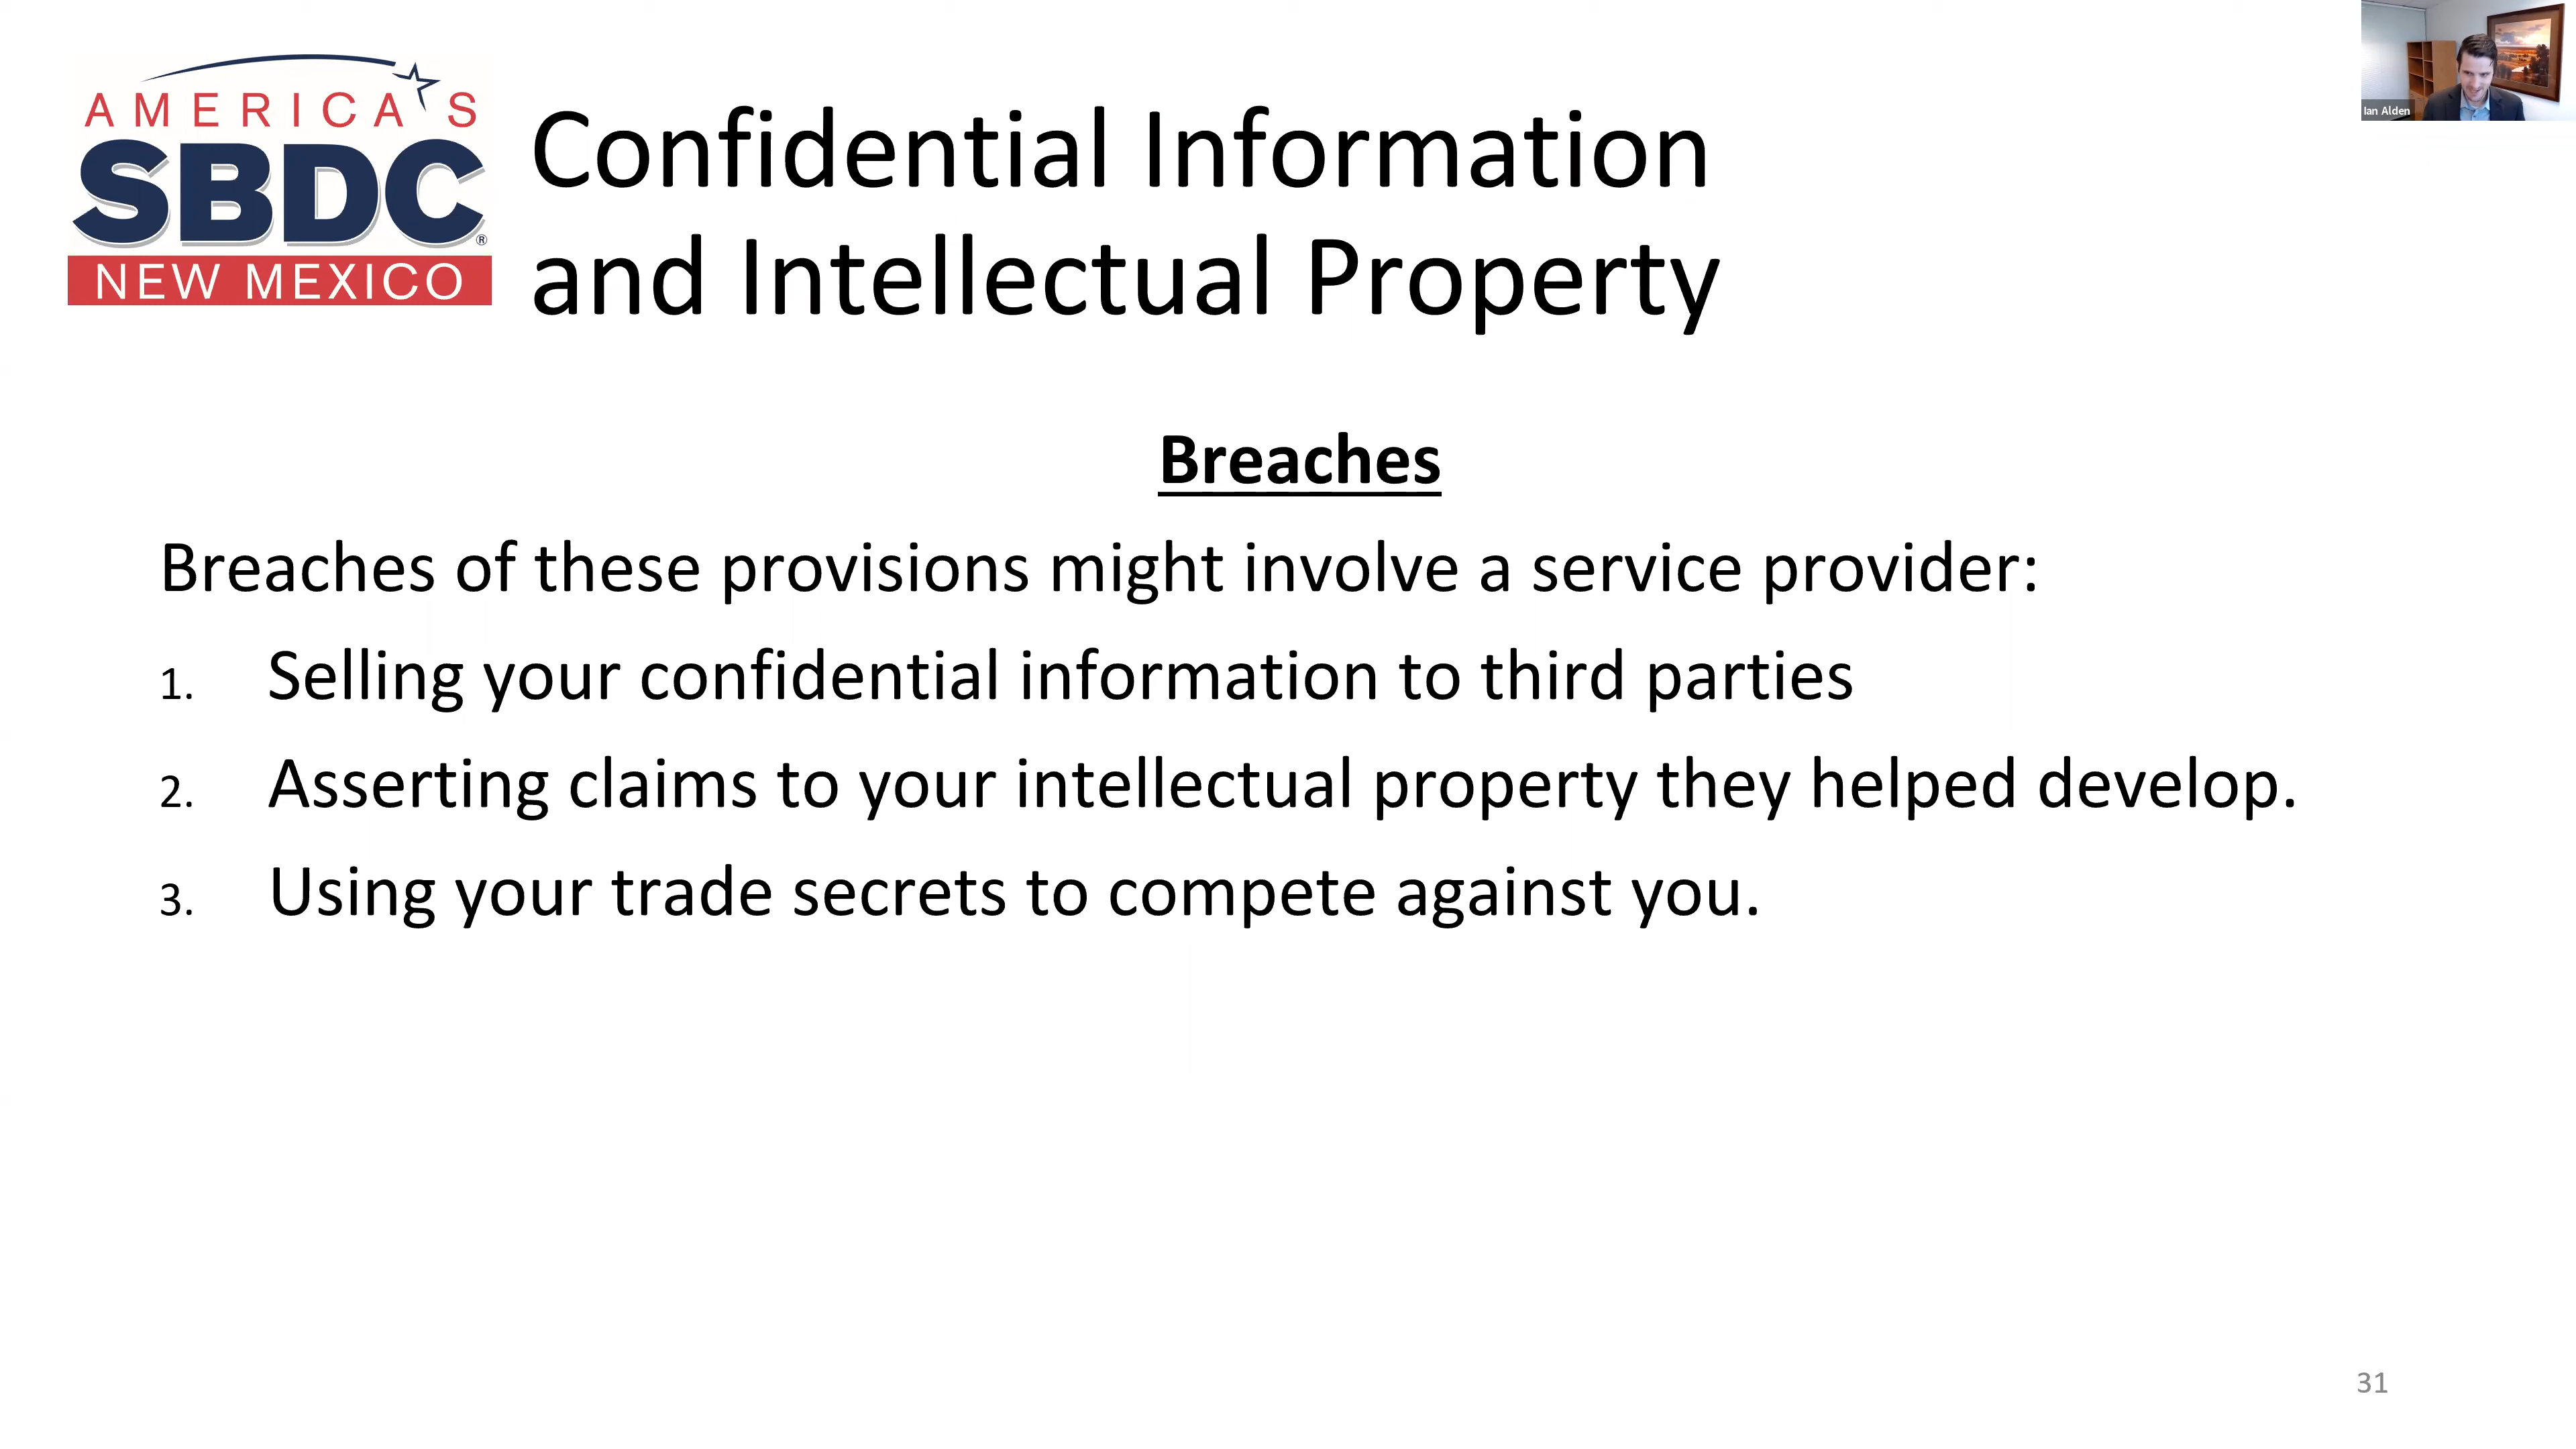 AMERICA'S
SBDC®
NEW MEXICO
Confidential Information
and Intellectual Property
Ian Alden
Breaches
Breaches of these provisions might involve a service provider:
1. Selling your confidential information to third parties
2. Asserting claims to your intellectual property they helped develop.
3. Using your trade secrets to compete against you.
31